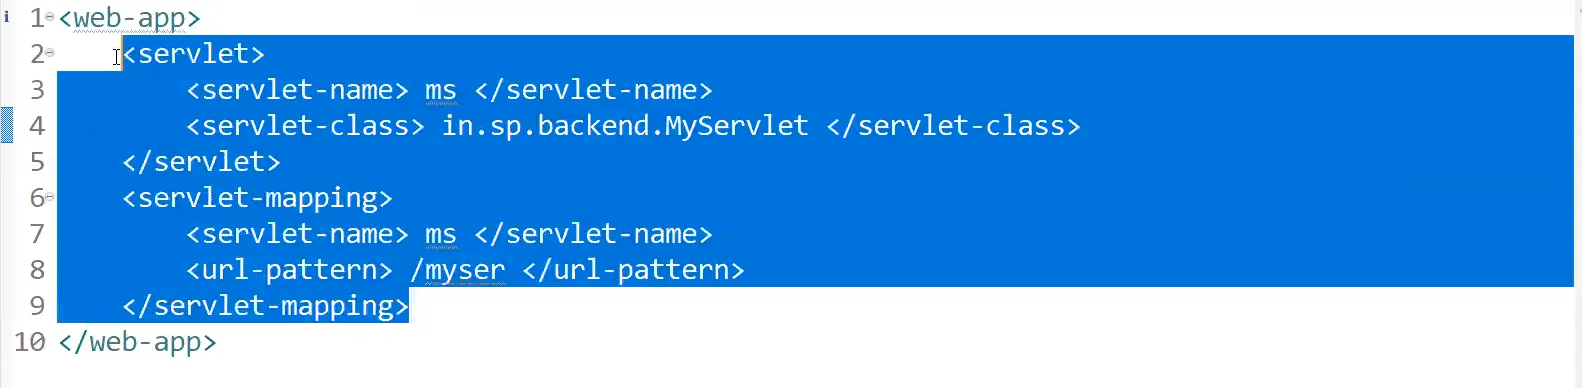 1 <web-app>
2 <servlet>
3 <servlet-name> ms </servlet-name>
4 <servlet-class> in.sp.backend.MyServlet </servlet-class>
5 </servlet>
6 <servlet-mapping>
7 <servlet-name> ms </servlet-name>
8 <url-pattern> /myser </url-pattern>
9 </servlet-mapping>
10 </web-app>